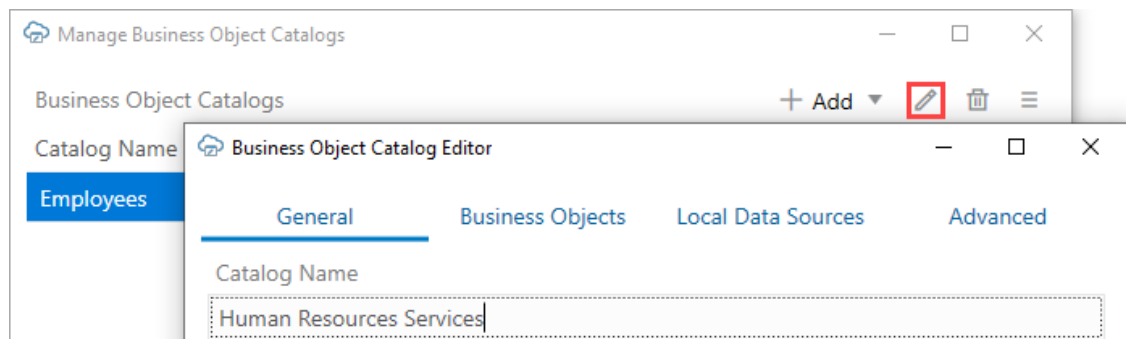 Manage Business Object Catalogs
Business Object Catalogs
Add
Catalog Name
Business Object Catalog Editor
Employees
General
Business Objects
Local Data Sources
Advanced
Catalog Name
Human Resources Services